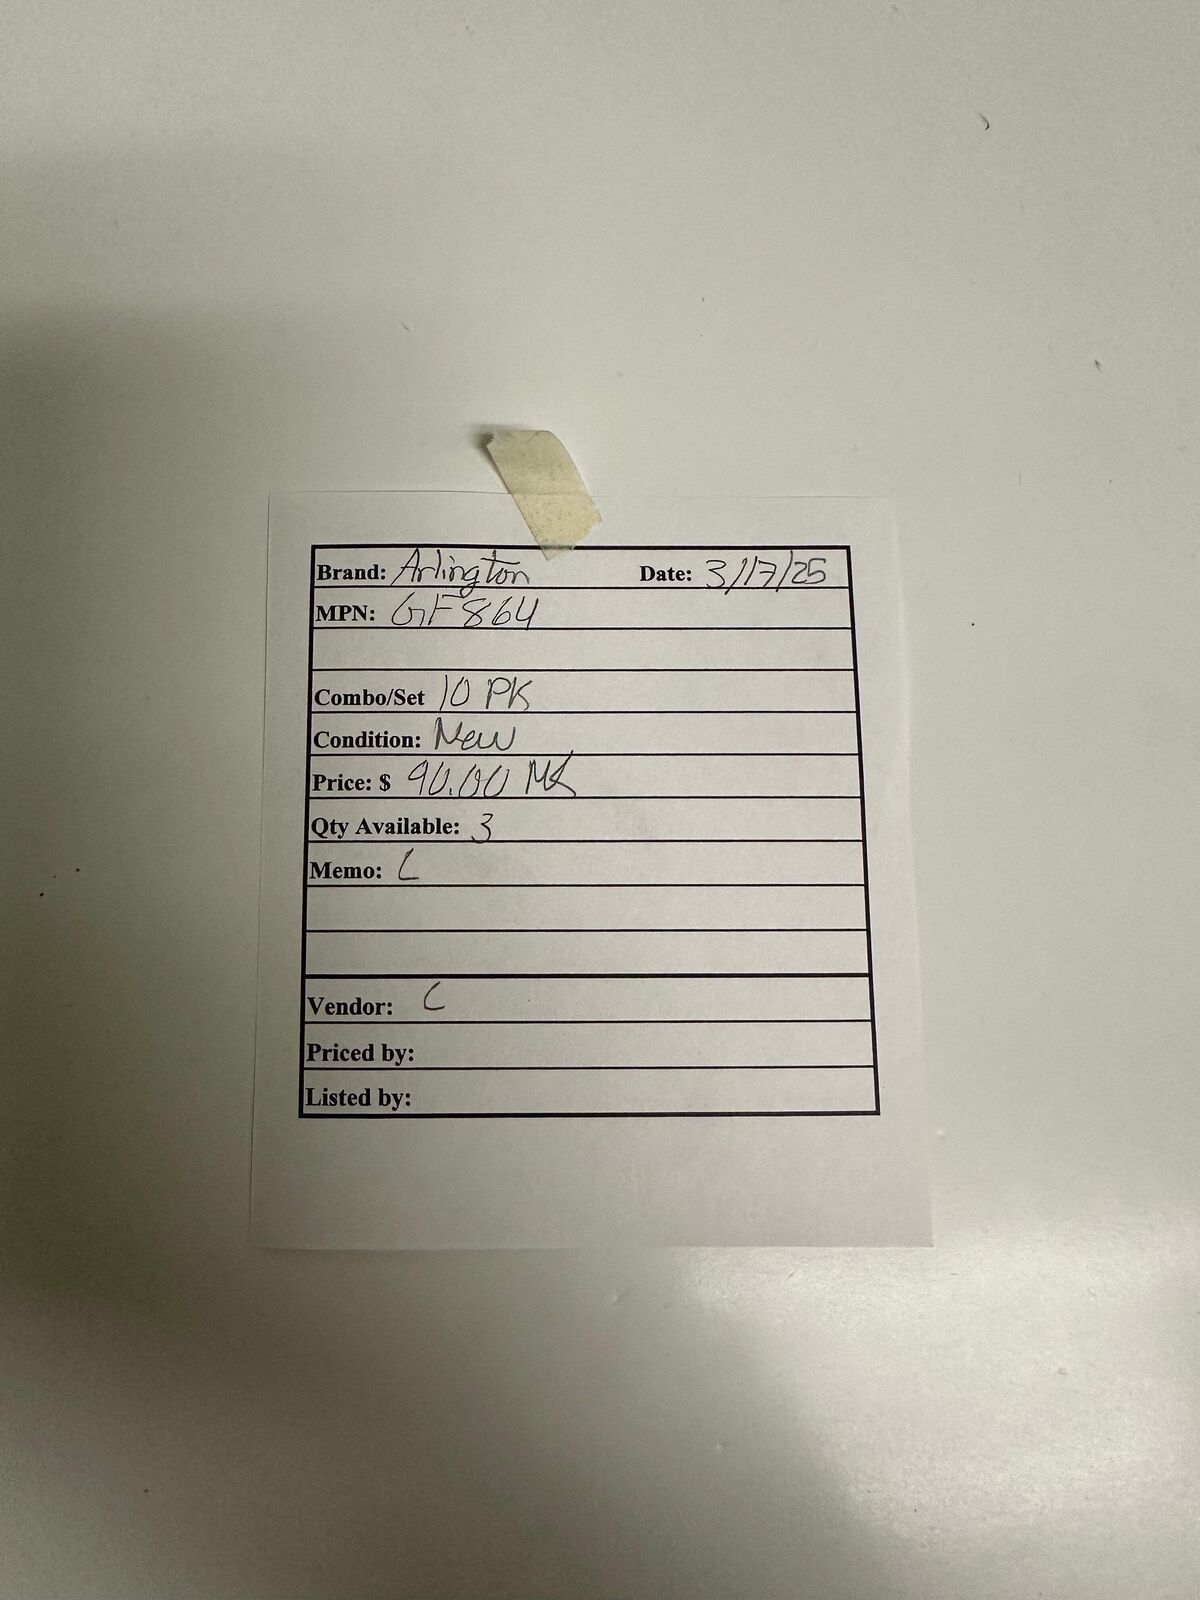 Brand: Arlington Date: 3/17/25
MPN: GF864
Combo/Set 10 PK
Condition: New
Price: $ 90.00 MK
Qty Available: 3
Memo: L
Vendor: C
Priced by:
Listed by: